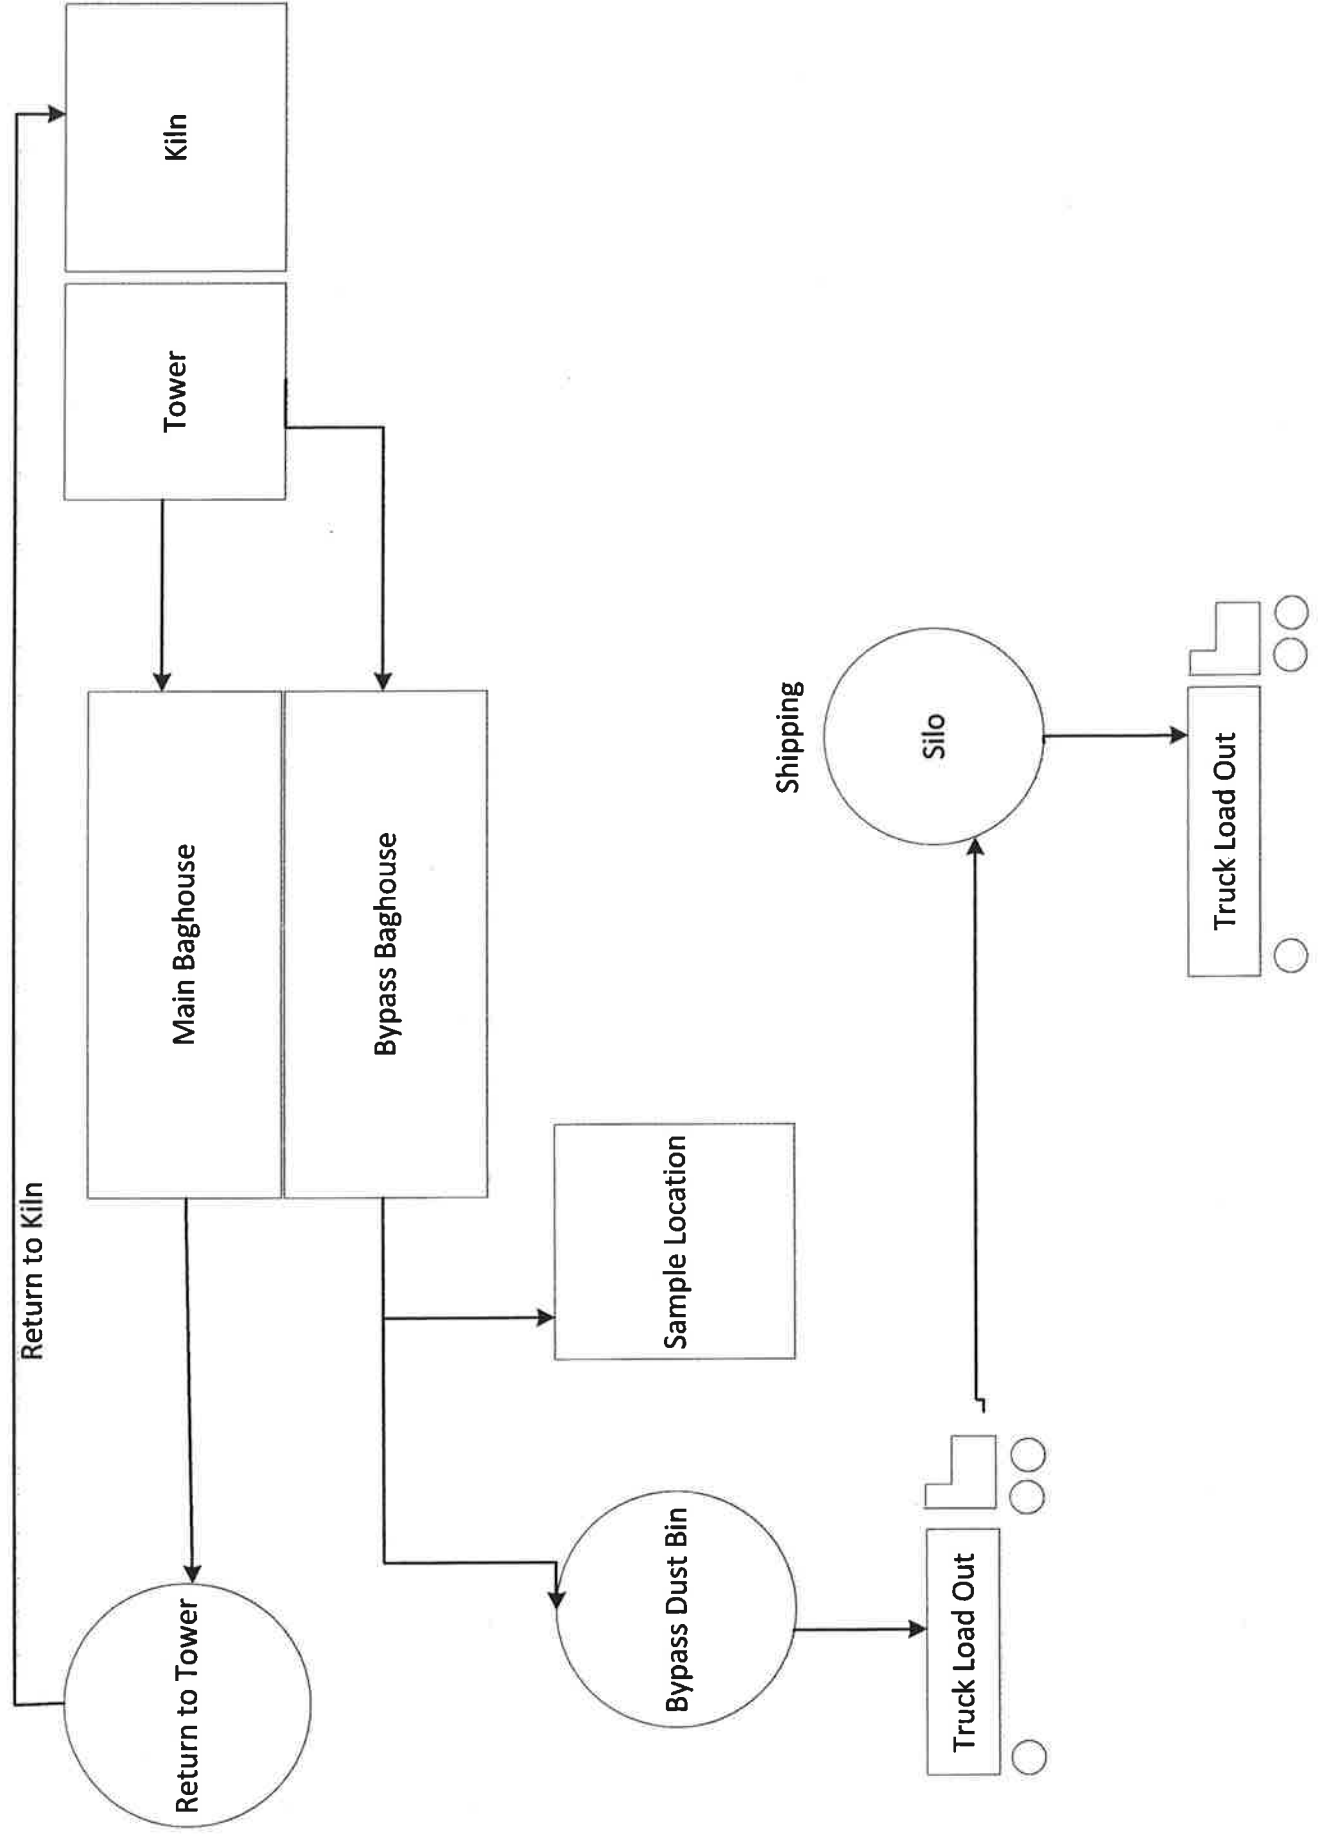 Return to Kiln
Kiln
Tower
Main Baghouse
Bypass Baghouse
Return to Tower
Sample Location
Bypass Dust Bin
Truck Load Out
Shipping
Silo
Truck Load Out